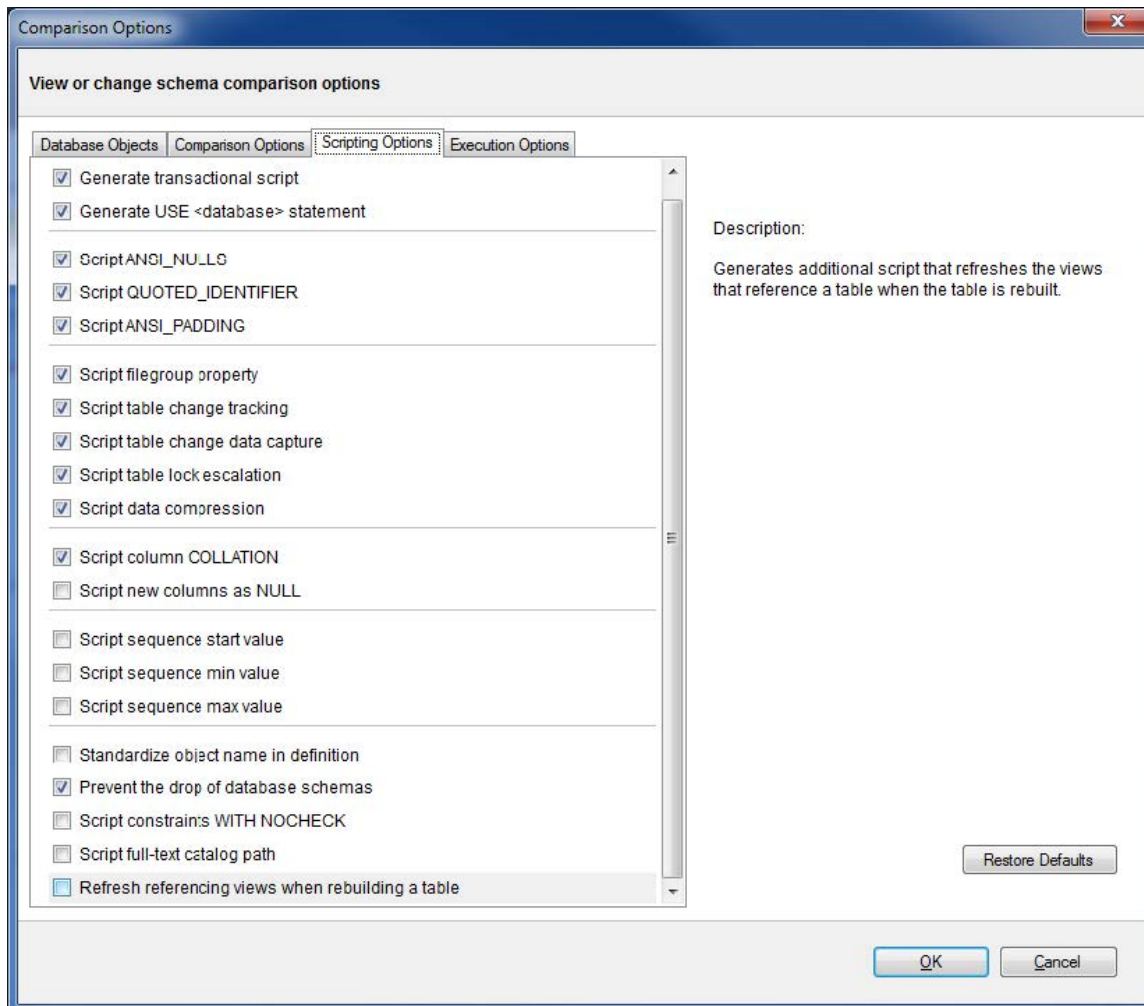 Comparison Options
View or change schema comparison options
Database Objects
Comparison Options
Scripting Options
Execution Options
Generate transactional script
Generate USE <database> statement
Script ANSI_NULLS
Script QUOTED_IDENTIFIER
Script ANSI_PADDING
Script filegroup property
Script table change tracking
Script table change data capture
Script table lock escalation
Script data compression
Script column COLLATION
Script new columns as NULL
Script sequence start value
Script sequence min value
Script sequence max value
Standardize object name in definition
Prevent the drop of database schemas
Script constraints WITH NOCHECK
Script full-text catalog path
Refresh referencing views when rebuilding a table
Description:
Generates additional script that refreshes the views
that reference a table when the table is rebuilt.
Restore Defaults
OK
Cancel